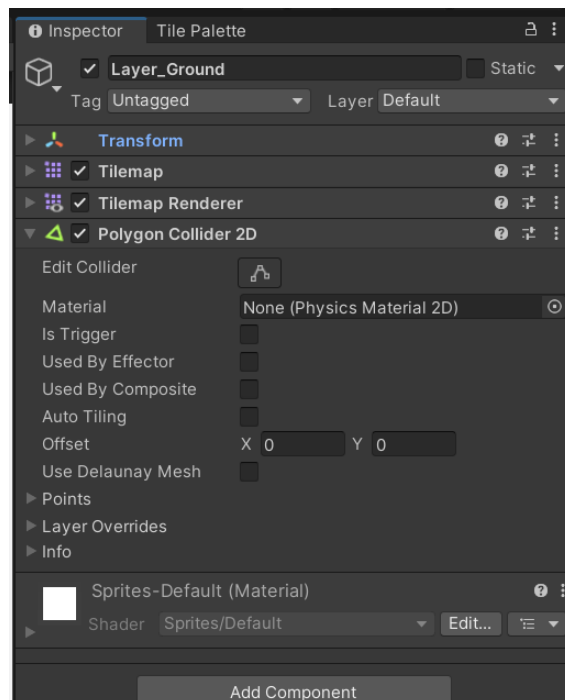 Inspector Tile Palette
Layer_Ground Static
Tag Untagged Layer Default
Transform
Tilemap
Tilemap Renderer
Polygon Collider 2D
Edit Collider
Material None (Physics Material 2D)
Is Trigger
Used By Effector
Used By Composite
Auto Tiling
Offset X 0 Y 0
Use Delaunay Mesh
Points
Layer Overrides
Info
Sprites-Default (Material)
Shader Sprites/Default Edit...
Add Component